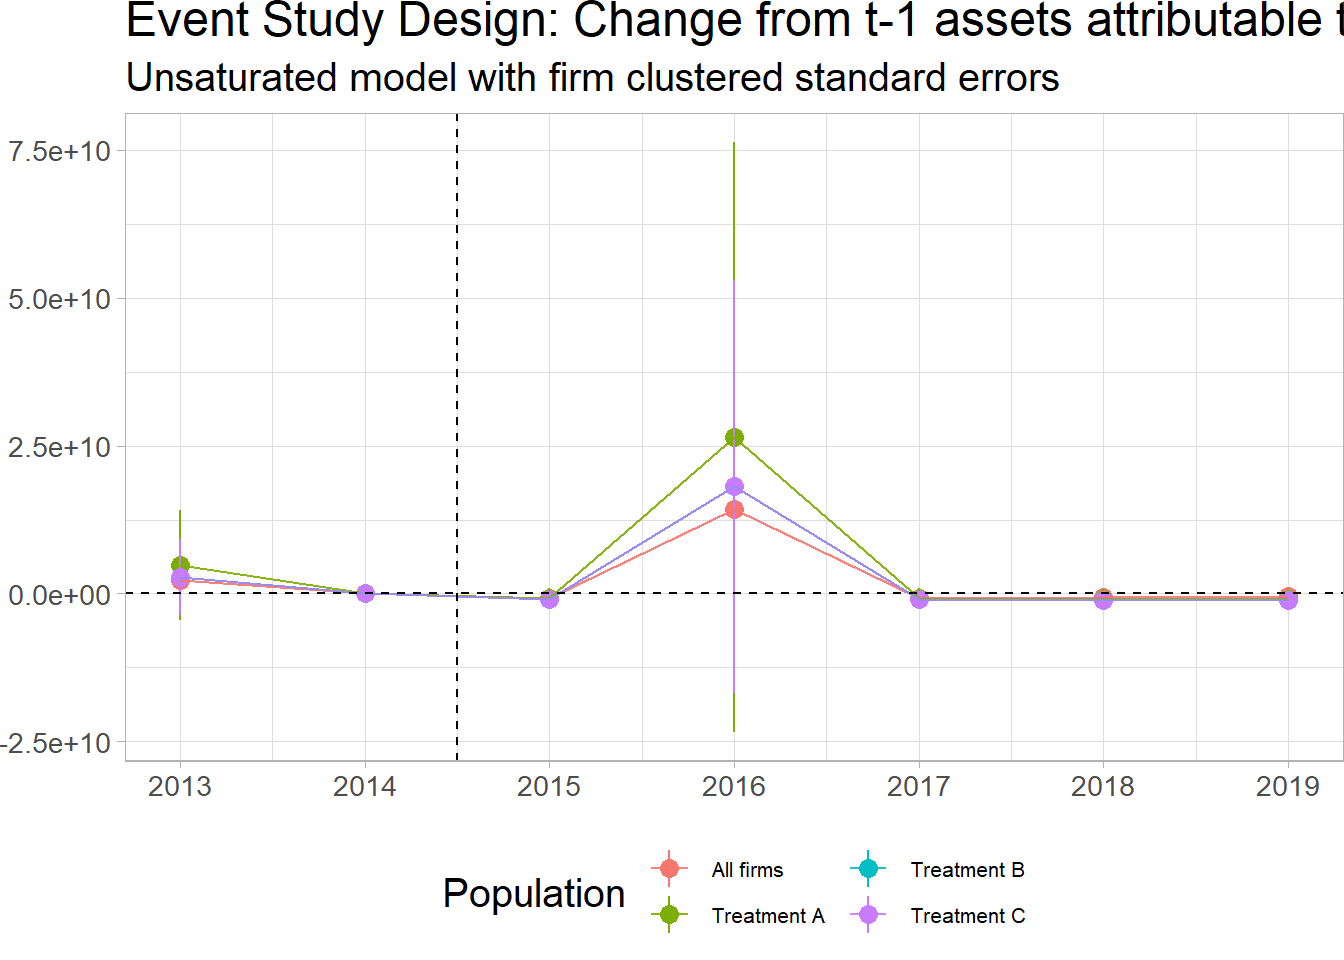 Event Study Design: Change from t-1 assets attributable t
Unsaturated model with firm clustered standard errors
7.5e+10
5.0e+10
2.5e+10
0.0e+00
-2.5e+10
2013 2014 2015 2016 2017 2018 2019
Population
All firms Treatment B
Treatment A Treatment C